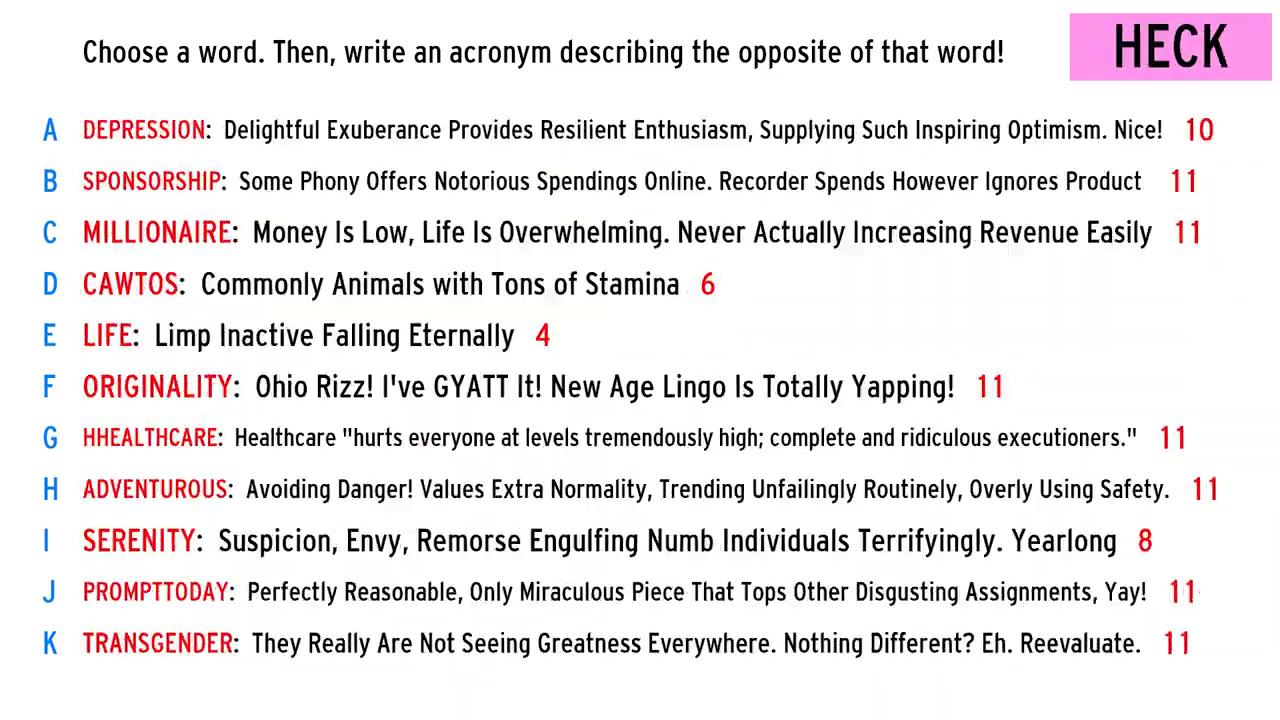 Choose a word. Then, write an acronym describing the opposite of that word!
HECK
A DEPRESSION: Delightful Exuberance Provides Resilient Enthusiasm, Supplying Such Inspiring Optimism. Nice! 10
B SPONSORSHIP: Some Phony Offers Notorious Spendings Online. Recorder Spends However Ignores Product 11
C MILLIONAIRE: Money Is Low, Life Is Overwhelming. Never Actually Increasing Revenue Easily 11
D CAWTOS: Commonly Animals with Tons of Stamina 6
E LIFE: Limp Inactive Falling Eternally 4
F ORIGINALITY: Ohio Rizz! I've GYATT It! New Age Lingo Is Totally Yapping! 11
G HHEALTHCARE: Healthcare "hurts everyone at levels tremendously high; complete and ridiculous executioners." 11
H ADVENTUROUS: Avoiding Danger! Values Extra Normality, Trending Unfailingly Routinely, Overly Using Safety. 11
I SERENITY: Suspicion, Envy, Remorse Engulfing Numb Individuals Terrifyingly. Yearlong 8
J PROMPTTODAY: Perfectly Reasonable, Only Miraculous Piece That Tops Other Disgusting Assignments, Yay! 11
K TRANSGENDER: They Really Are Not Seeing Greatness Everywhere. Nothing Different? Eh. Reevaluate. 11